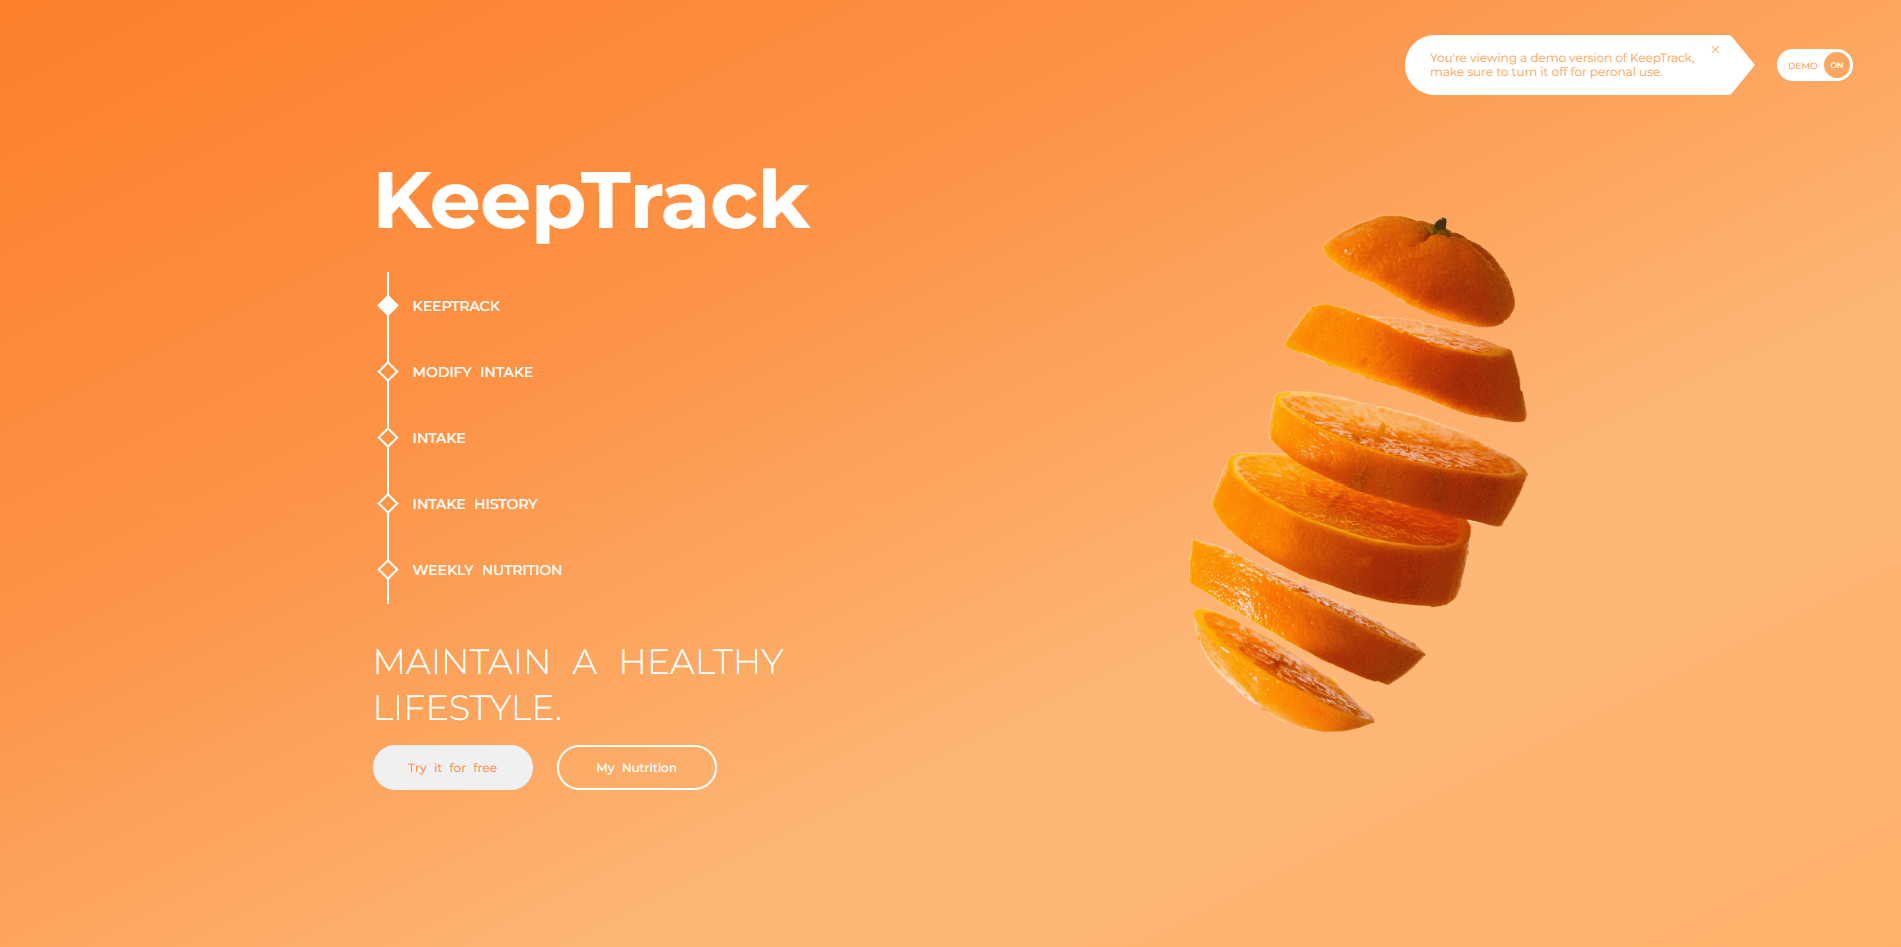 You're viewing a demo version of KeepTrack,
make sure to turn it off for peronal use.
×
DEMO ON
KeepTrack
KEEPTRACK
MODIFY INTAKE
INTAKE
INTAKE HISTORY
WEEKLY NUTRITION
MAINTAIN A HEALTHY
LIFESTYLE.
Try it for free
My Nutrition